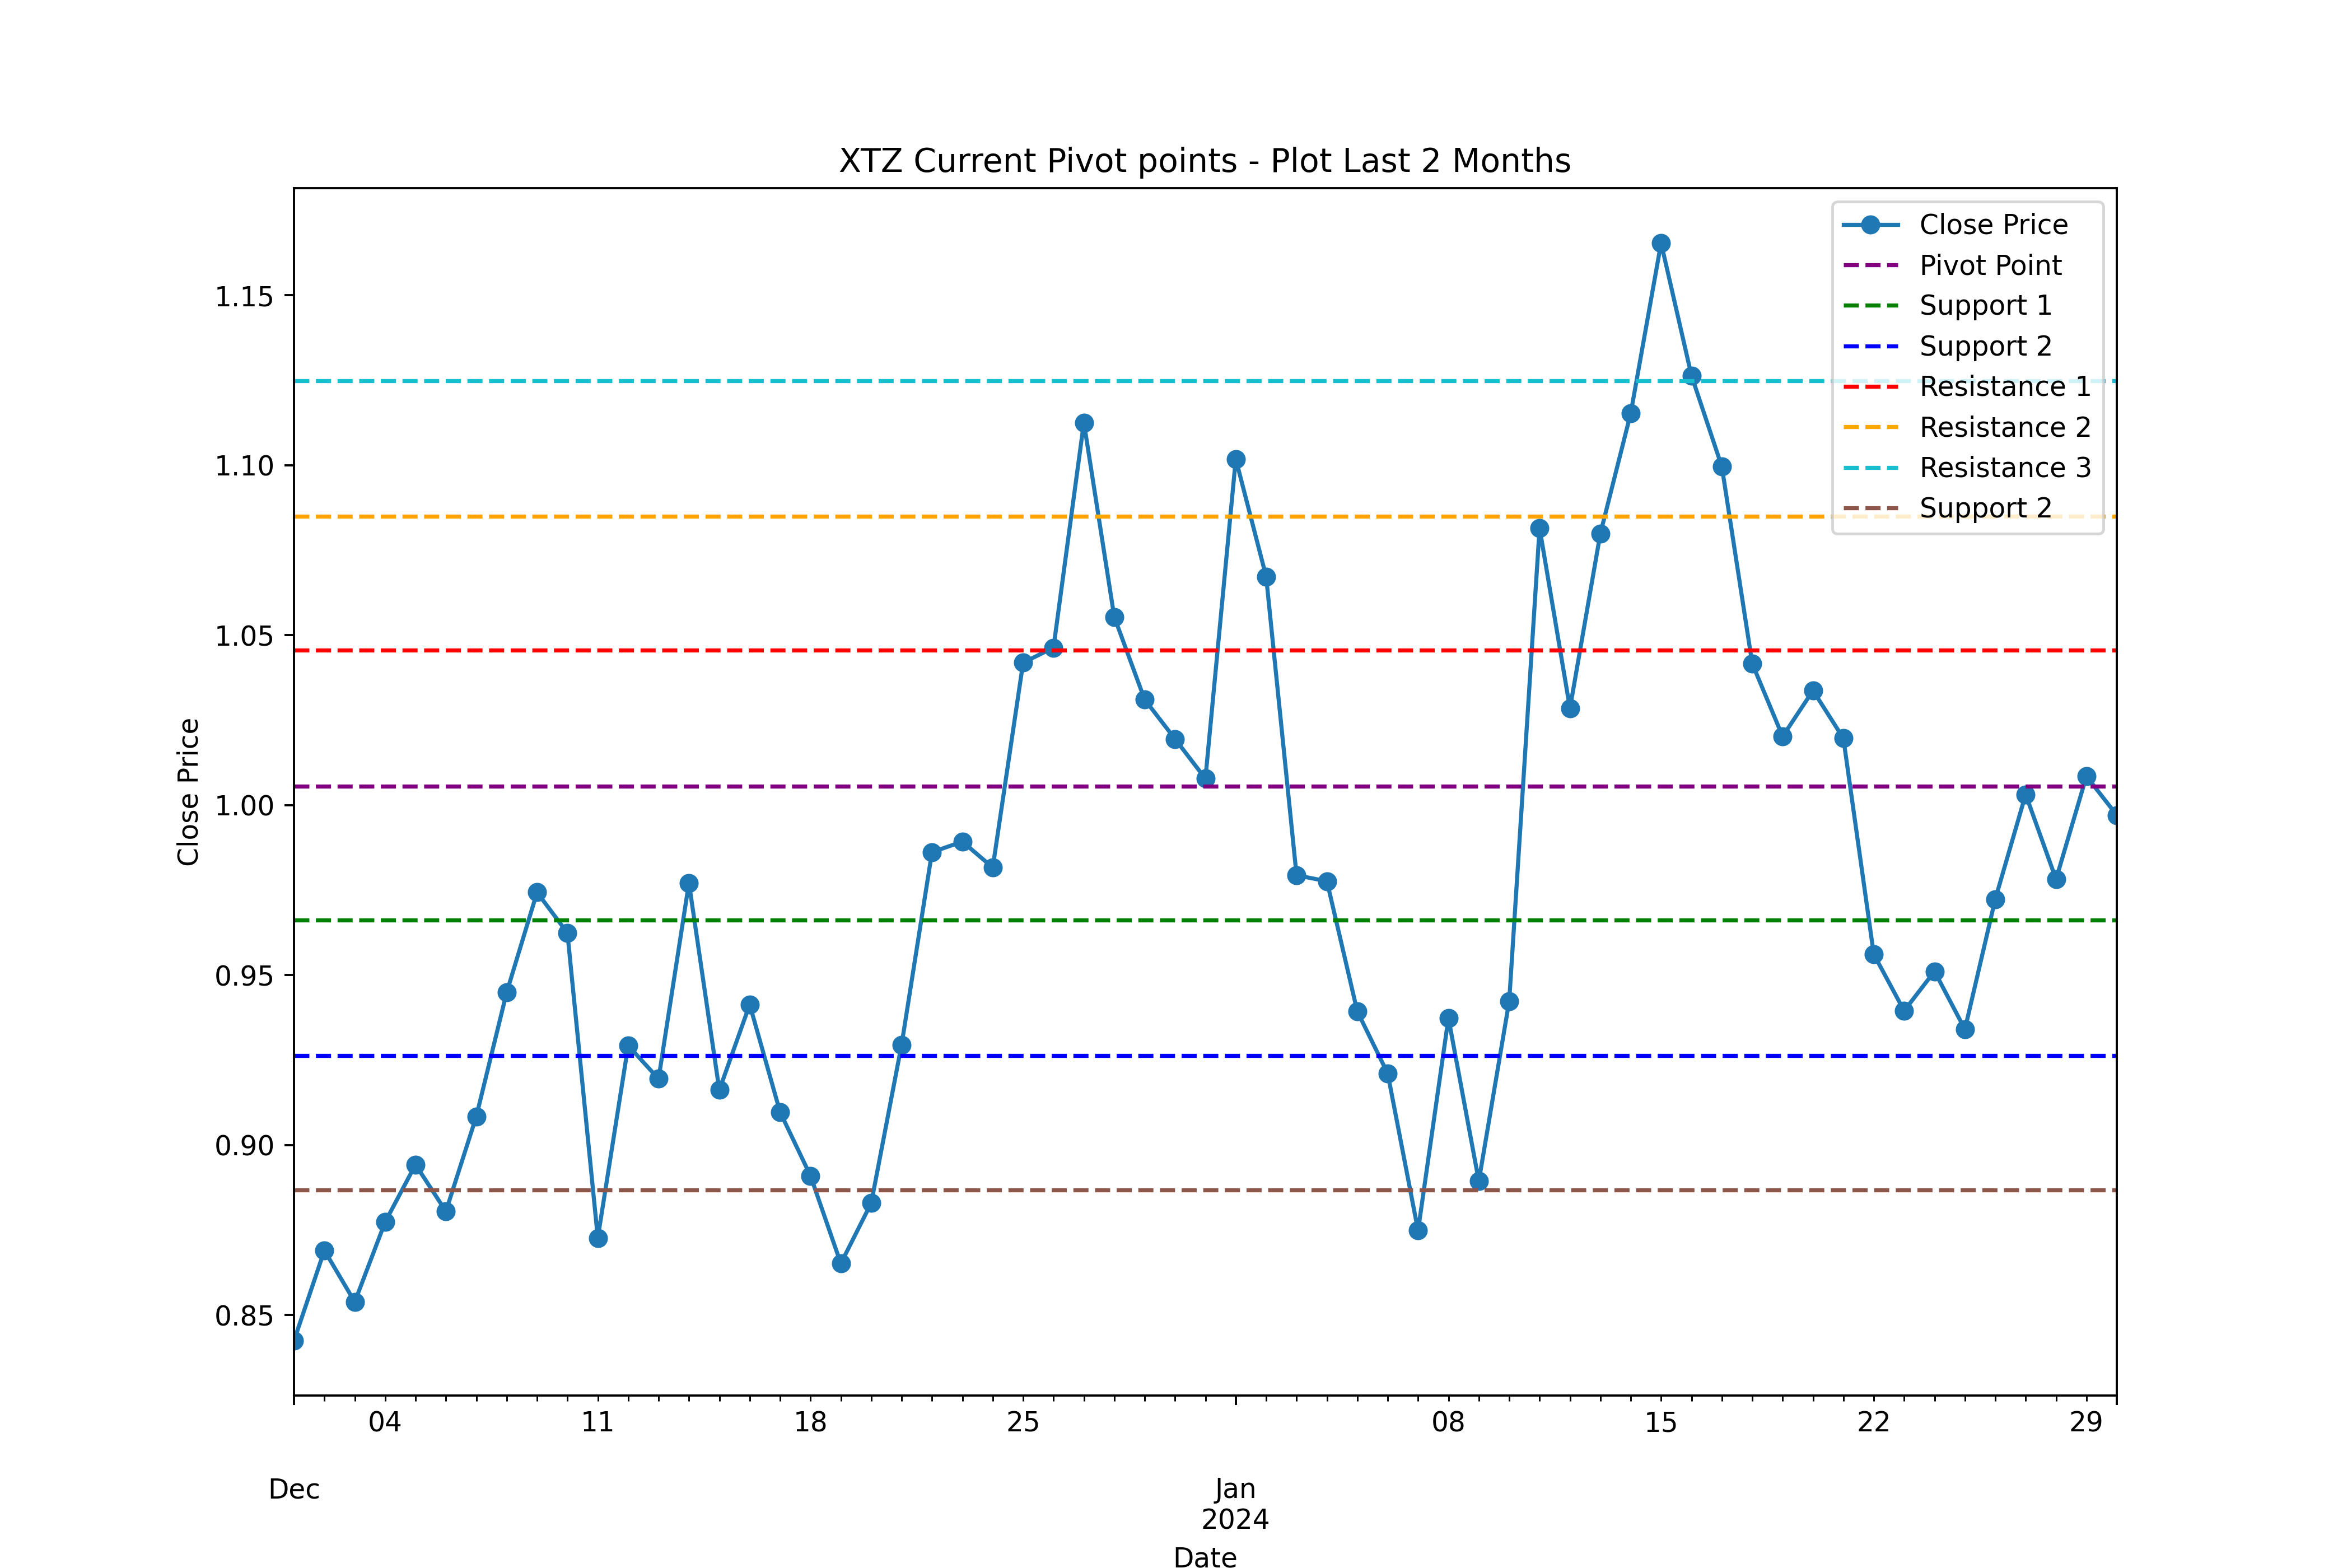 XTZ Current Pivot points - Plot Last 2 Months
Close Price
Pivot Point
Support 1
Support 2
Resistance 1
Resistance 2
Resistance 3
Support 2
1.15
1.10
1.05
1.00
0.95
0.90
0.85
Close Price
04 11 18 25 08 15 22 29
Dec Jan
2024
Date